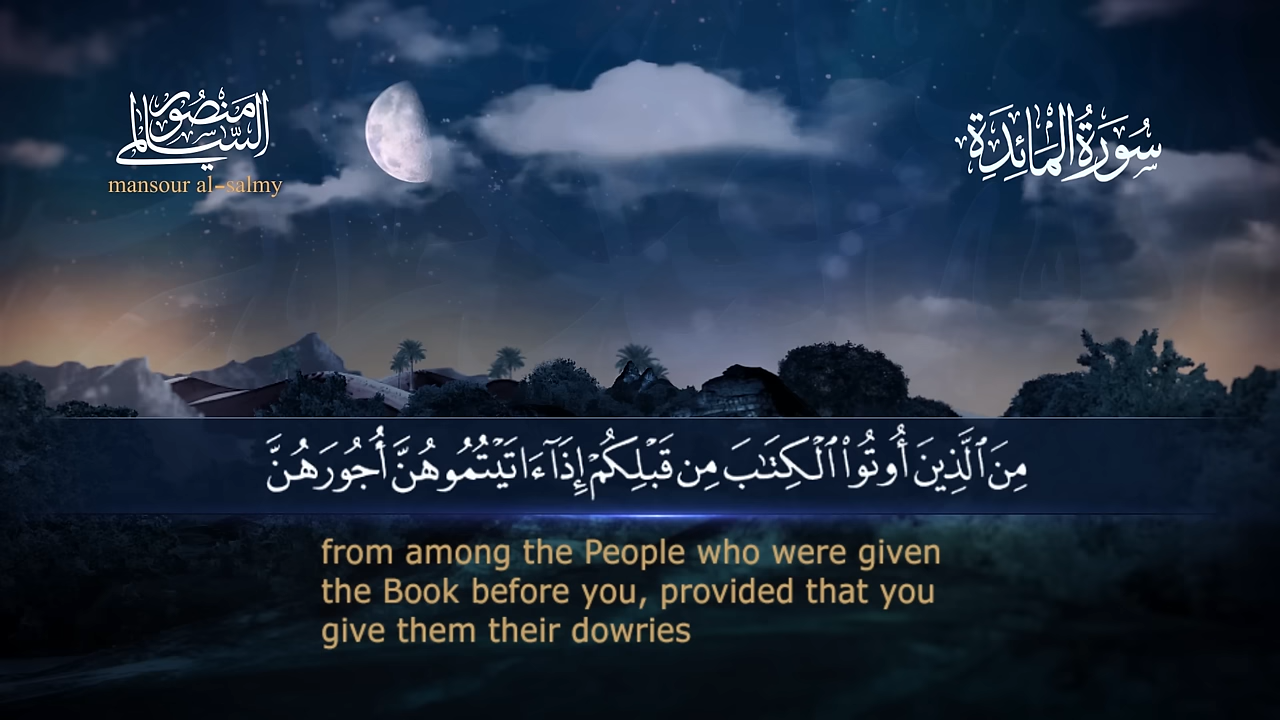 منصور السالمي
mansour al-salmy
سُورَةُ المَائِدَةِ
مِنَ ٱلَّذِينَ أُوتُوا۟ ٱلْكِتَٰبَ مِن قَبْلِكُمْ إِذَآ ءَاتَيْتُمُوهُنَّ أُجُورَهُنَّ
from among the People who were given
the Book before you, provided that you
give them their dowries